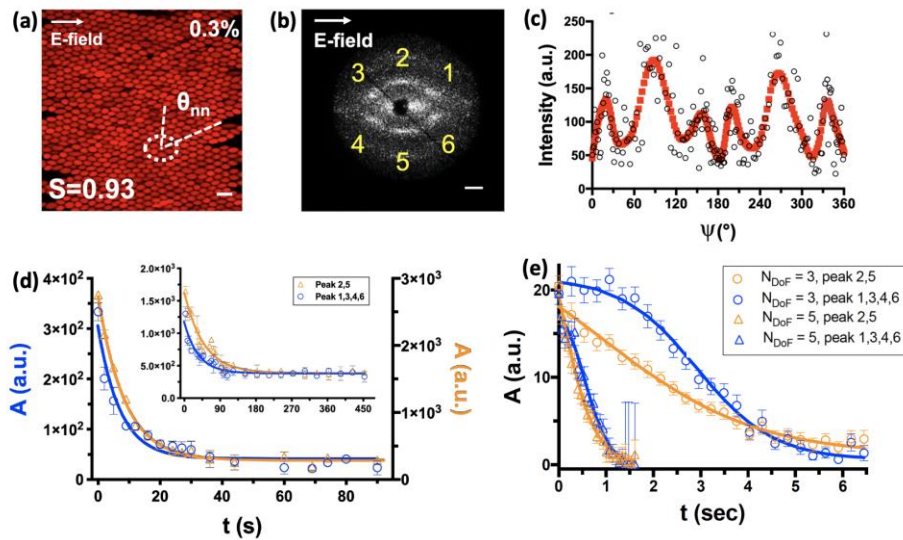 (a)
E-field
0.3%
θnn
S=0.93
(b)
E-field
3 2 1
4 5 6
(c)
Intensity (a.u.)
250
200
150
100
50
0
0 60 120 180 240 300 360
Ψ(°)
(d)
A (a.u.)
4×10²
3×10²
2×10²
1×10²
0
0 20 40 60 80
t (s)
3×10³
2×10³
1×10³
0
A (a.u.)
2.0×10³
1.5×10³
1.0×10³
5.0×10²
0
0 90 180 270 360 450
Peak 2,5
Peak 1,3,4,6
(e)
A (a.u.)
20
10
0
0 1 2 3 4 5 6
t (sec)
NDoF = 3, peak 2,5
NDoF = 3, peak 1,3,4,6
NDoF = 5, peak 2,5
NDoF = 5, peak 1,3,4,6